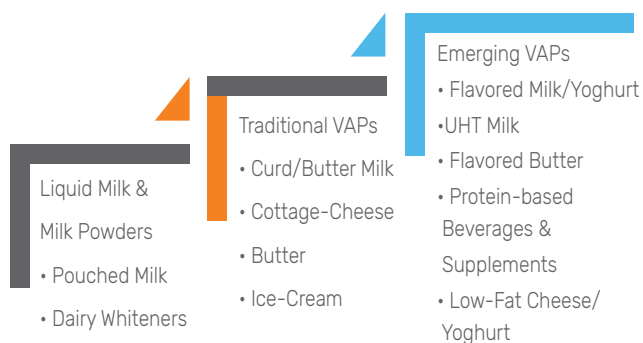 Liquid Milk &
Milk Powders
• Pouched Milk
• Dairy Whiteners
Traditional VAPs
• Curd/Butter Milk
• Cottage-Cheese
• Butter
• Ice-Cream
Emerging VAPs
• Flavored Milk/Yoghurt
•UHT Milk
• Flavored Butter
• Protein-based
Beverages &
Supplements
• Low-Fat Cheese/
Yoghurt